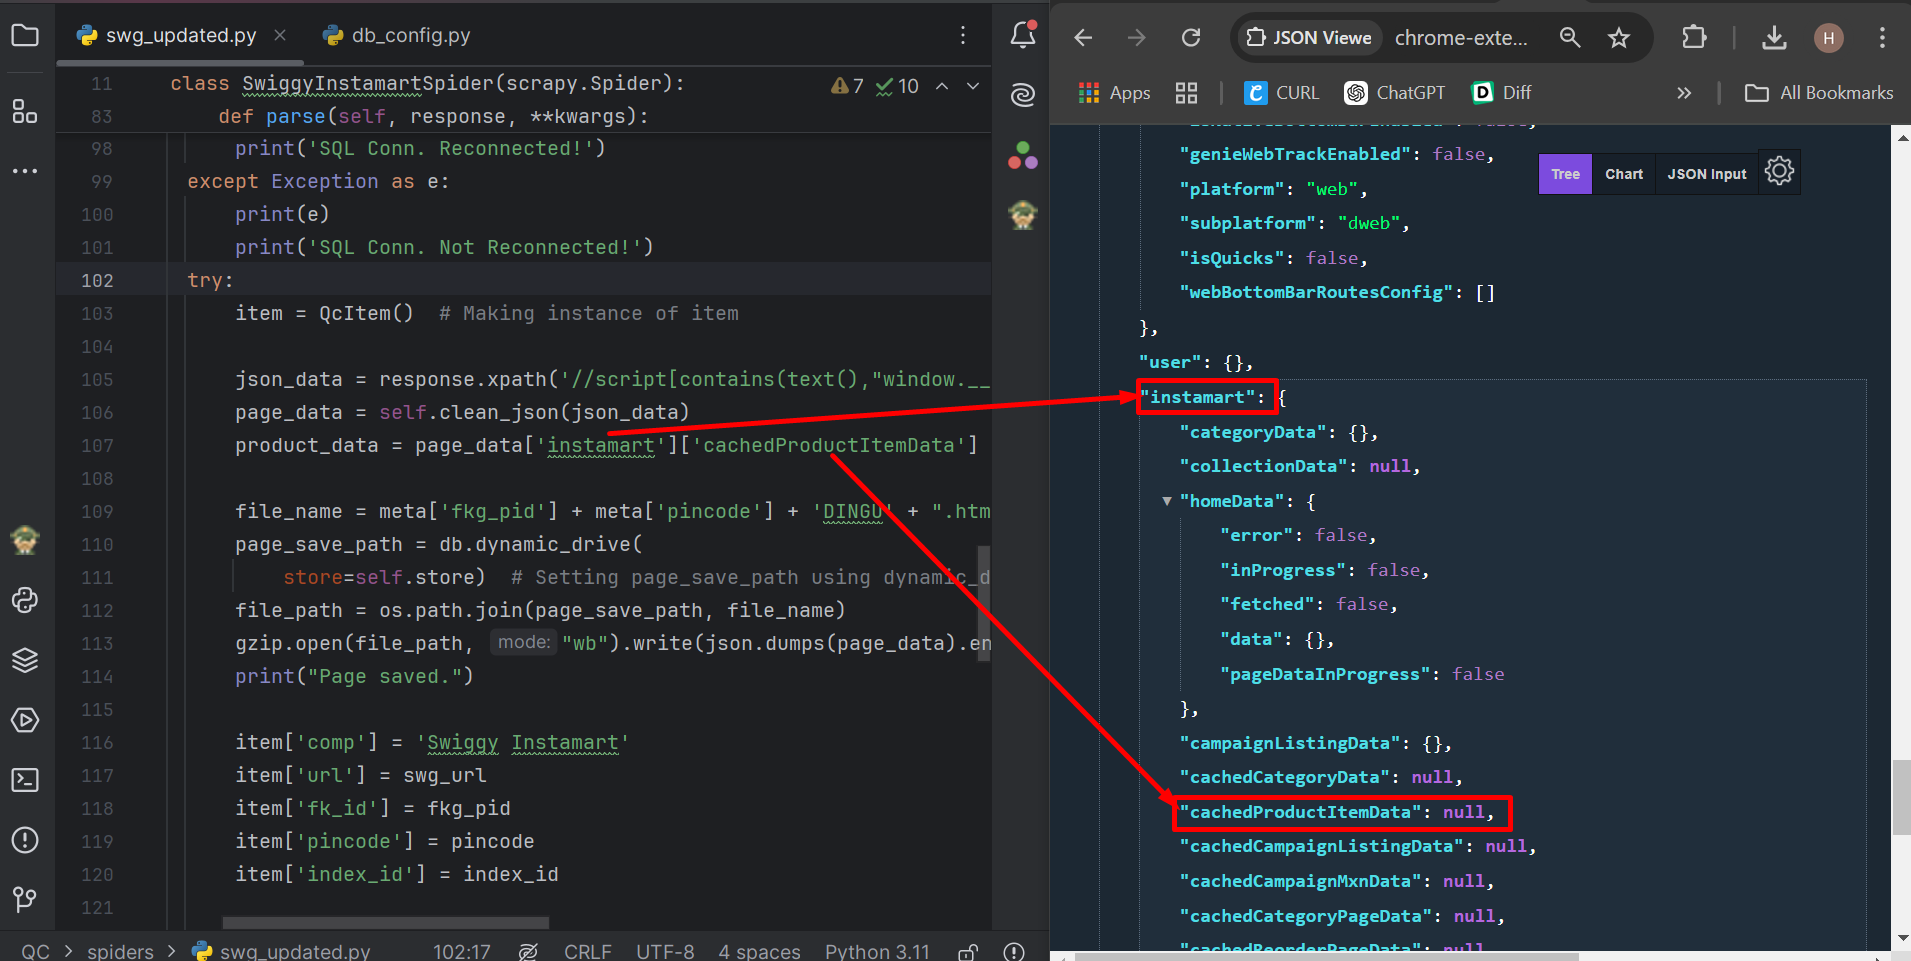 swg_updated.py
db_config.py
11 class SwiggyInstamartSpider(scrapy.Spider):
7 10
83 def parse(self, response, **kwargs):
98 print('SQL Conn. Reconnected!')
99 except Exception as e:
100 print(e)
101 print('SQL Conn. Not Reconnected!')
102 try:
103 item = QcItem()  # Making instance of item
104
105 json_data = response.xpath('//script[contains(text(),"window.__
106 page_data = self.clean_json(json_data)
107 product_data = page_data['instamart']['cachedProductItemData']
108
109 file_name = meta['fkg_pid'] + meta['pincode'] + 'DINGU' + ".htm
110 page_save_path = db.dynamic_drive(
111 store=self.store)  # Setting page_save_path using dynamic_d
112 file_path = os.path.join(page_save_path, file_name)
113 gzip.open(file_path, mode: "wb").write(json.dumps(page_data).en
114 print("Page saved.")
115
116 item['comp'] = 'Swiggy Instamart'
117 item['url'] = swg_url
118 item['fk_id'] = fkg_pid
119 item['pincode'] = pincode
120 item['index_id'] = index_id
121
QC > spiders > swg_updated.py 102:17 CRLF UTF-8 4 spaces Python 3.11
JSON Viewe chrome-exte... H
Apps CURL ChatGPT Diff » All Bookmarks
"genieWebTrackEnabled": false,
Tree Chart JSON Input
"platform": "web",
"subplatform": "dweb",
"isQuicks": false,
"webBottomBarRoutesConfig": []
},
"user": {},
"instamart": {
"categoryData": {},
"collectionData": null,
"homeData": {
"error": false,
"inProgress": false,
"fetched": false,
"data": {},
"pageDataInProgress": false
},
"campaignListingData": {},
"cachedCategoryData": null,
"cachedProductItemData": null,
"cachedCampaignListingData": null,
"cachedCampaignMxnData": null,
"cachedCategoryPageData": null,
"cachedReorderPageData": null